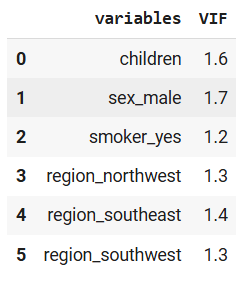 variables VIF
0 children 1.6
1 sex_male 1.7
2 smoker_yes 1.2
3 region_northwest 1.3
4 region_southeast 1.4
5 region_southwest 1.3